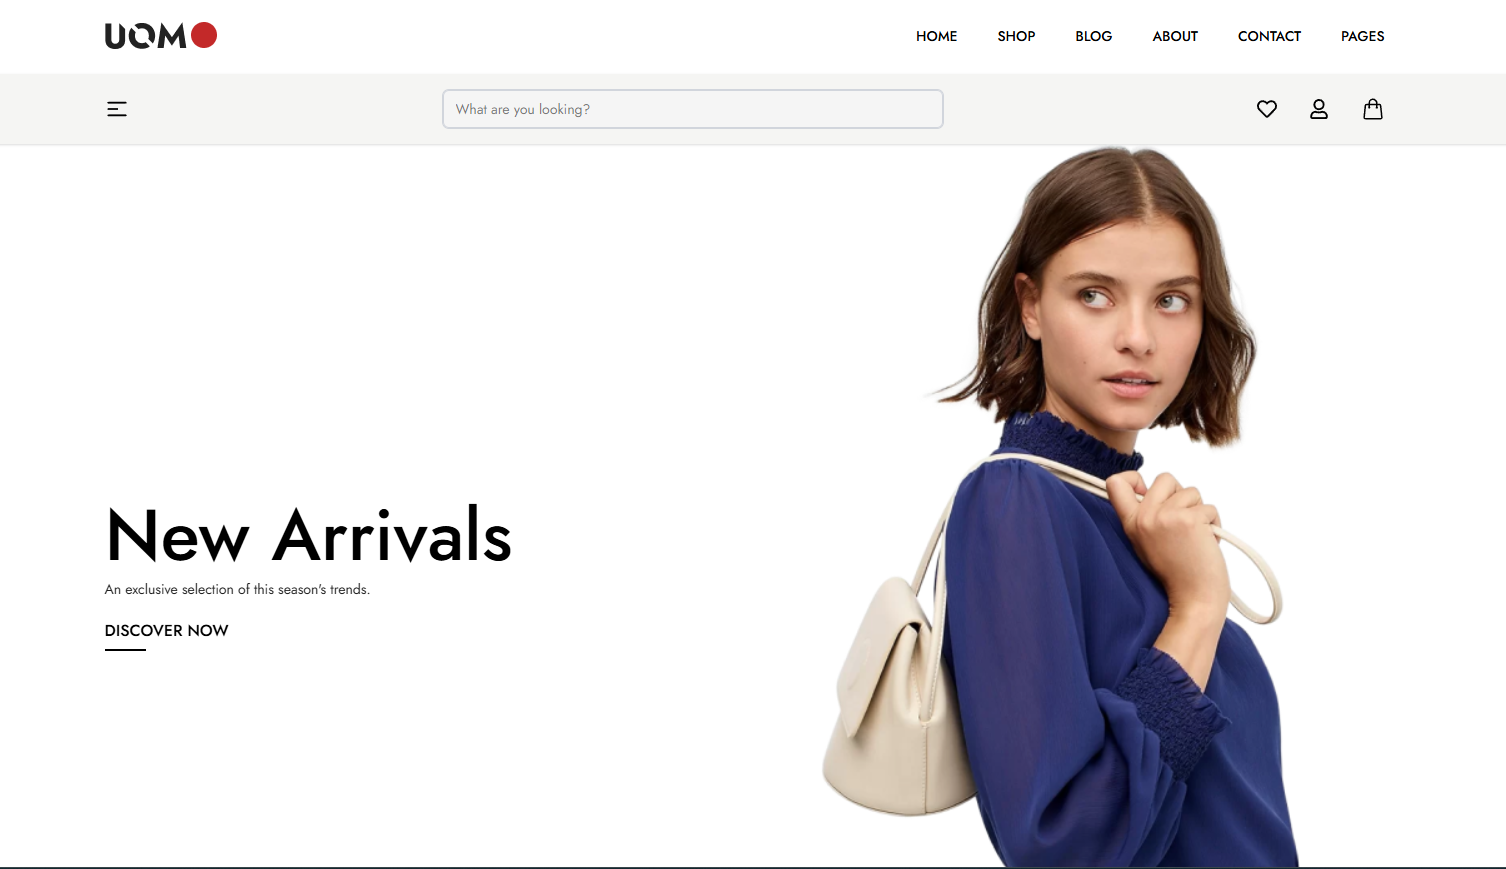 UOMO
HOME SHOP BLOG ABOUT CONTACT PAGES
What are you looking?
New Arrivals
An exclusive selection of this season's trends.
DISCOVER NOW